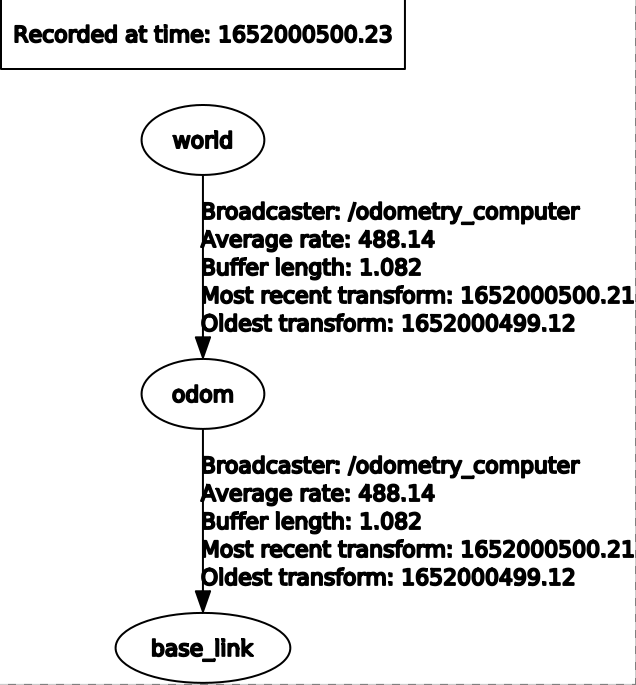 Recorded at time: 1652000500.23
world
Broadcaster: /odometry_computer
Average rate: 488.14
Buffer length: 1.082
Most recent transform: 1652000500.21
Oldest transform: 1652000499.12
odom
Broadcaster: /odometry_computer
Average rate: 488.14
Buffer length: 1.082
Most recent transform: 1652000500.21
Oldest transform: 1652000499.12
base_link